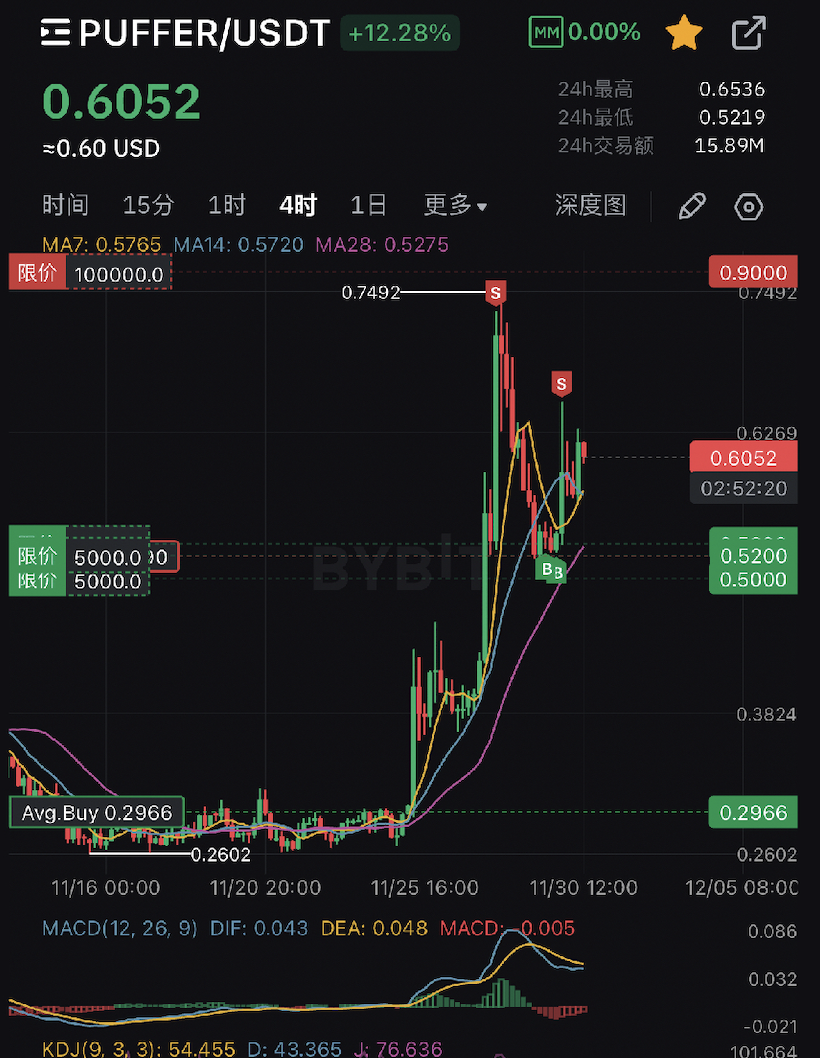 PUFFER/USDT +12.28% MM 0.00%
0.6052
≈0.60 USD
24h最高 0.6536
24h最低 0.5219
24h交易额 15.89M
时间 15分 1时 4时 1日 更多 深度图
MA7: 0.5765 MA14: 0.5720 MA28: 0.5275
限价 100000.0 0.9000
0.7492 S 0.7492
S
0.6269
0.6052
02:52:20
限价 5000.0 0 0.5200
限价 5000.0 0.5000
BYBIT
B B
0.3824
Avg.Buy 0.2966 0.2966
0.2602 0.2602
11/16 00:00 11/20 20:00 11/25 16:00 11/30 12:00 12/05 08:00
MACD(12, 26, 9) DIF: 0.043 DEA: 0.048 MACD: -0.005
0.086
0.032
-0.021
KDJ(9, 3, 3): 54.455 D: 43.365 J: 76.636
101.664